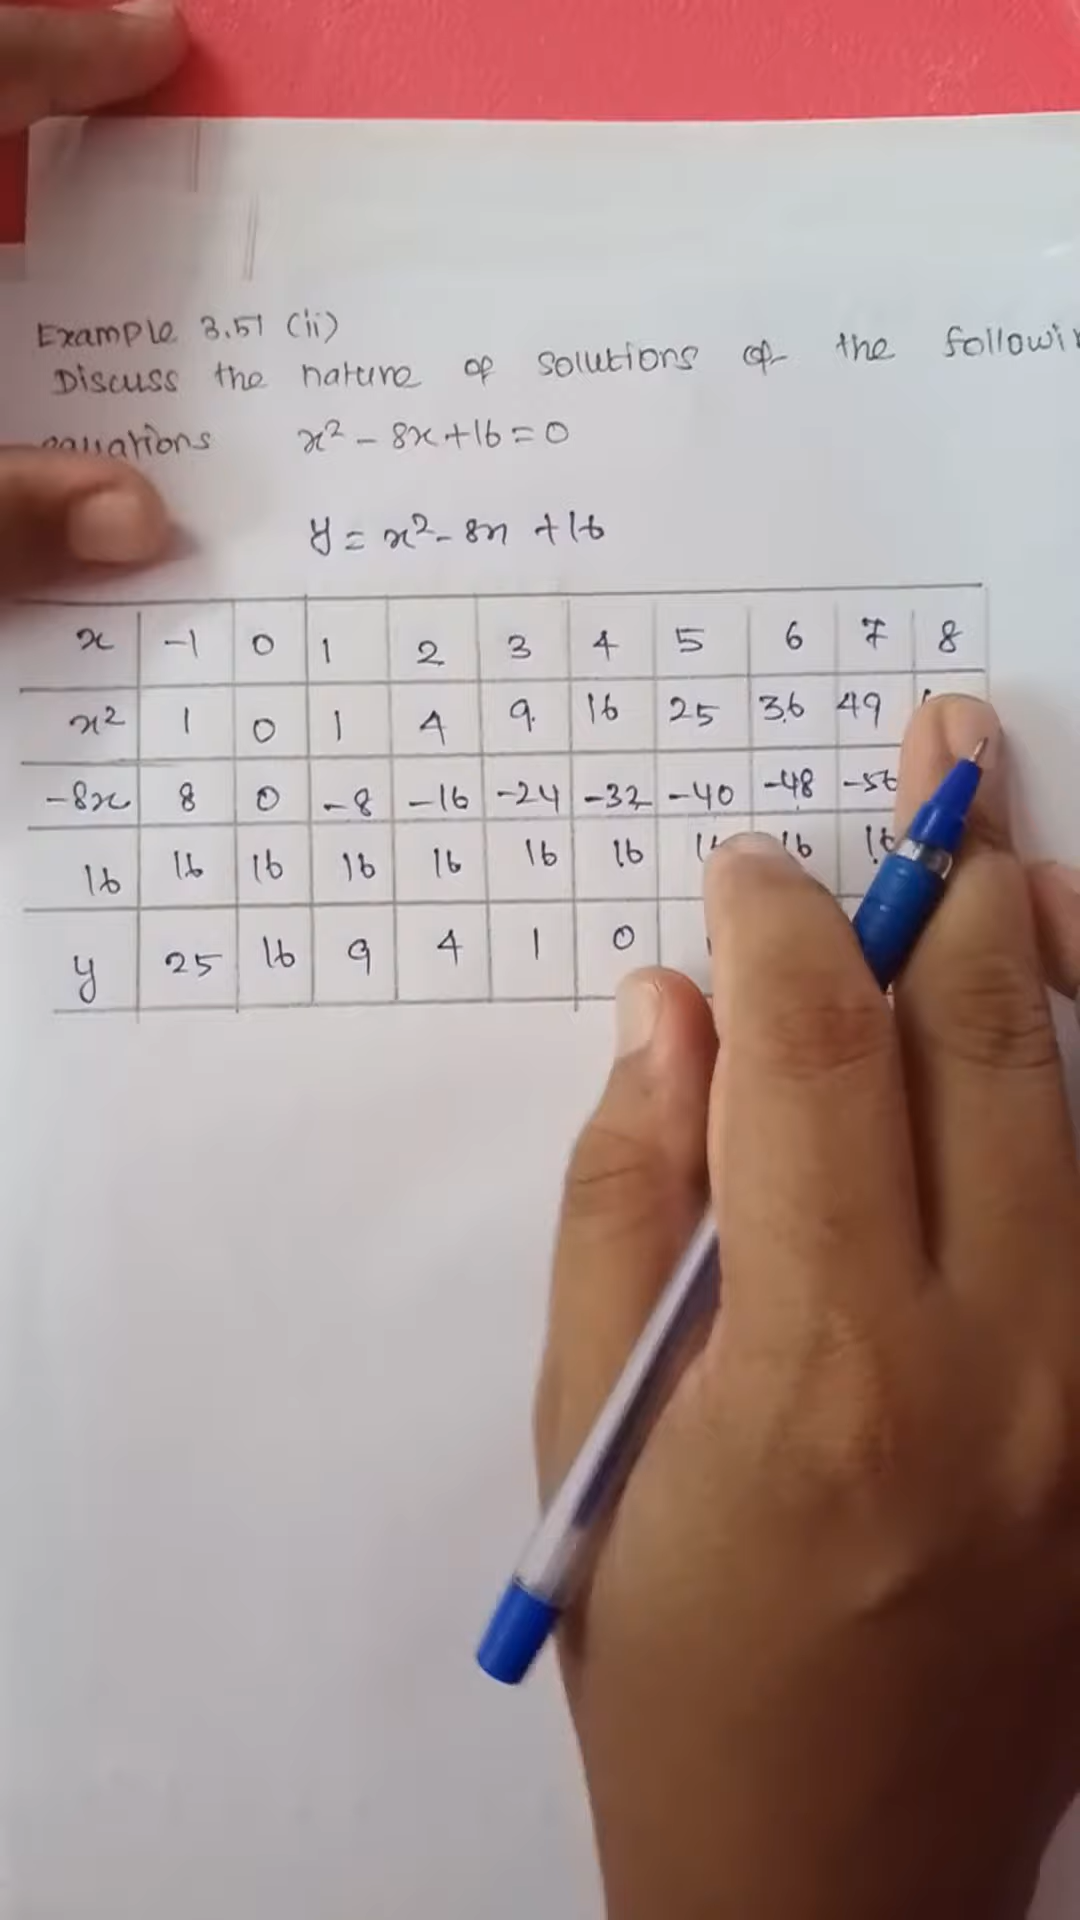 Example 3.51 (ii)
Discuss the nature of solutions of the
equations x² - 8x + 16 = 0
y = x² - 8x + 16
x -1 0 1 2 3 4 5 6 7 8
x² 1 0 1 4 9 16 25 36 49
-8x 8 0 -8 -16 -24 -32 -40 -48 -56
16 16 16 16 16 16 16 16 16 16
y 25 16 9 4 1 0